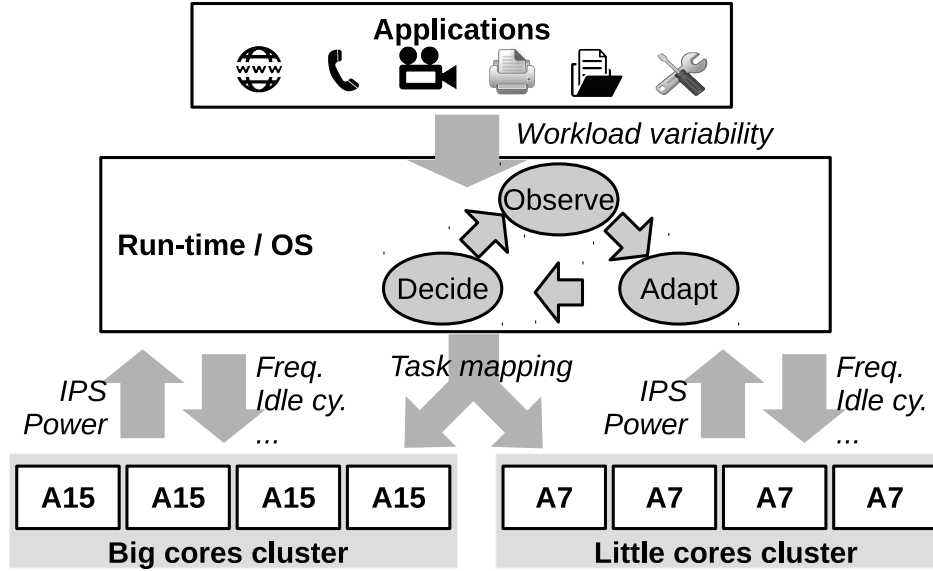 Applications
www
Workload variability
Observe
Run-time / OS
Decide
Adapt
IPS
Power
Freq.
Idle cy.
...
Task mapping
IPS
Power
Freq.
Idle cy.
...
A15 A15 A15 A15
Big cores cluster
A7 A7 A7 A7
Little cores cluster